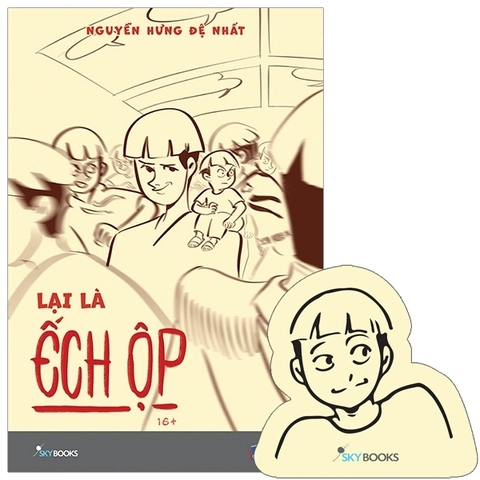 NGUYỄN HƯNG ĐỆ NHẤT
LẠI LÀ
ẾCH ỘP
16+
SKYBOOKS
SKYBOOKS